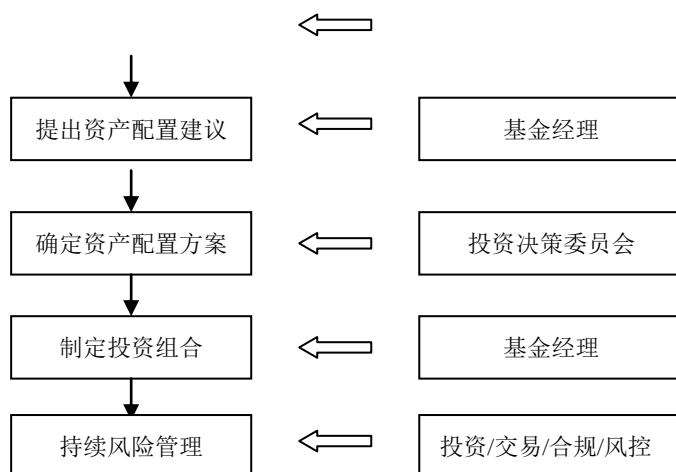 提出资产配置建议
基金经理
确定资产配置方案
投资决策委员会
制定投资组合
基金经理
持续风险管理
投资/交易/合规/风控